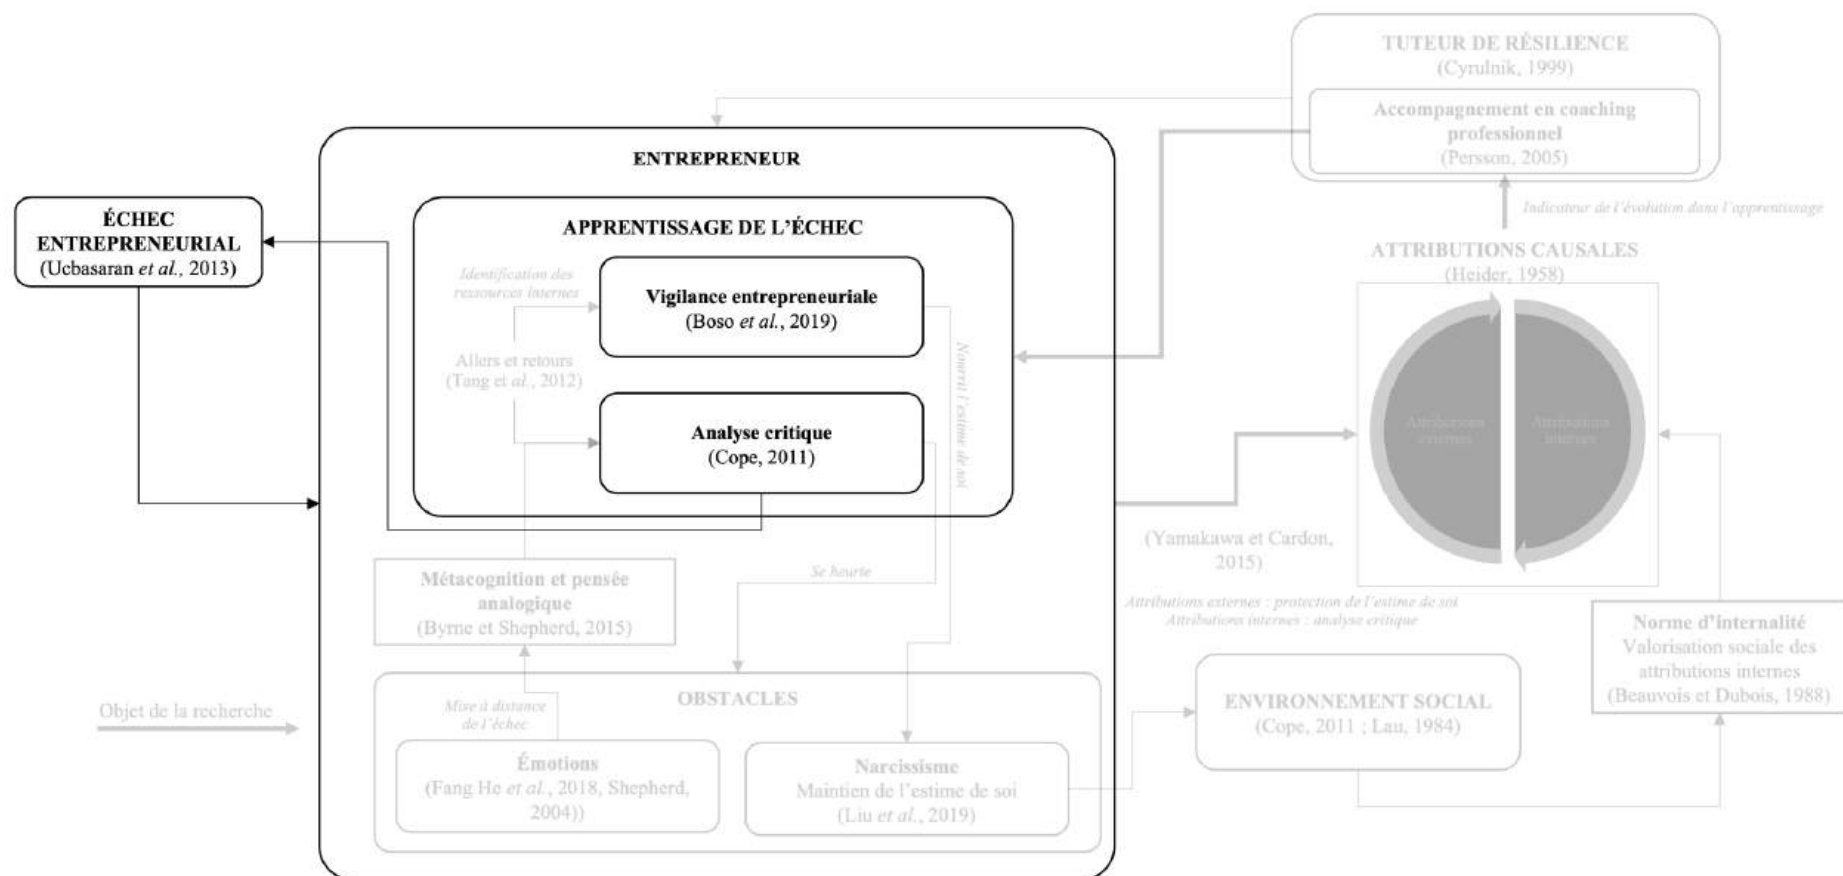 TUTEUR DE RÉSILIENCE
(Cyrulnik, 1999)
Accompagnement en coaching
professionnel
(Persson, 2005)
ENTREPRENEUR
ÉCHEC
ENTREPRENEURIAL
(Ucbasaran et al., 2013)
APPRENTISSAGE DE L'ÉCHEC
Identification des
ressources internes
Vigilance entrepreneuriale
(Boso et al., 2019)
Allers et retours
(Tang et al., 2012)
Analyse critique
(Cope, 2011)
Nourri l'estime de soi
Indicateur de l'évolution dans l'apprentissage
ATTRIBUTIONS CAUSALES
(Heider, 1958)
Attributions
externes
Attributions
internes
(Yamakawa et Cardon,
2015)
Attributions externes : protection de l'estime de soi
Attributions internes : analyse critique
Se heurte
Métacognition et pensée
analogique
(Byrne et Shepherd, 2015)
Norme d'internalité
Valorisation sociale des
attributions internes
(Beauvois et Dubois, 1988)
OBSTACLES
Mise à distance
de l'échec
Émotions
(Fang He et al., 2018, Shepherd,
2004))
Narcissisme
Maintien de l'estime de soi
(Liu et al., 2019)
ENVIRONNEMENT SOCIAL
(Cope, 2011 ; Lau, 1984)
Objet de la recherche